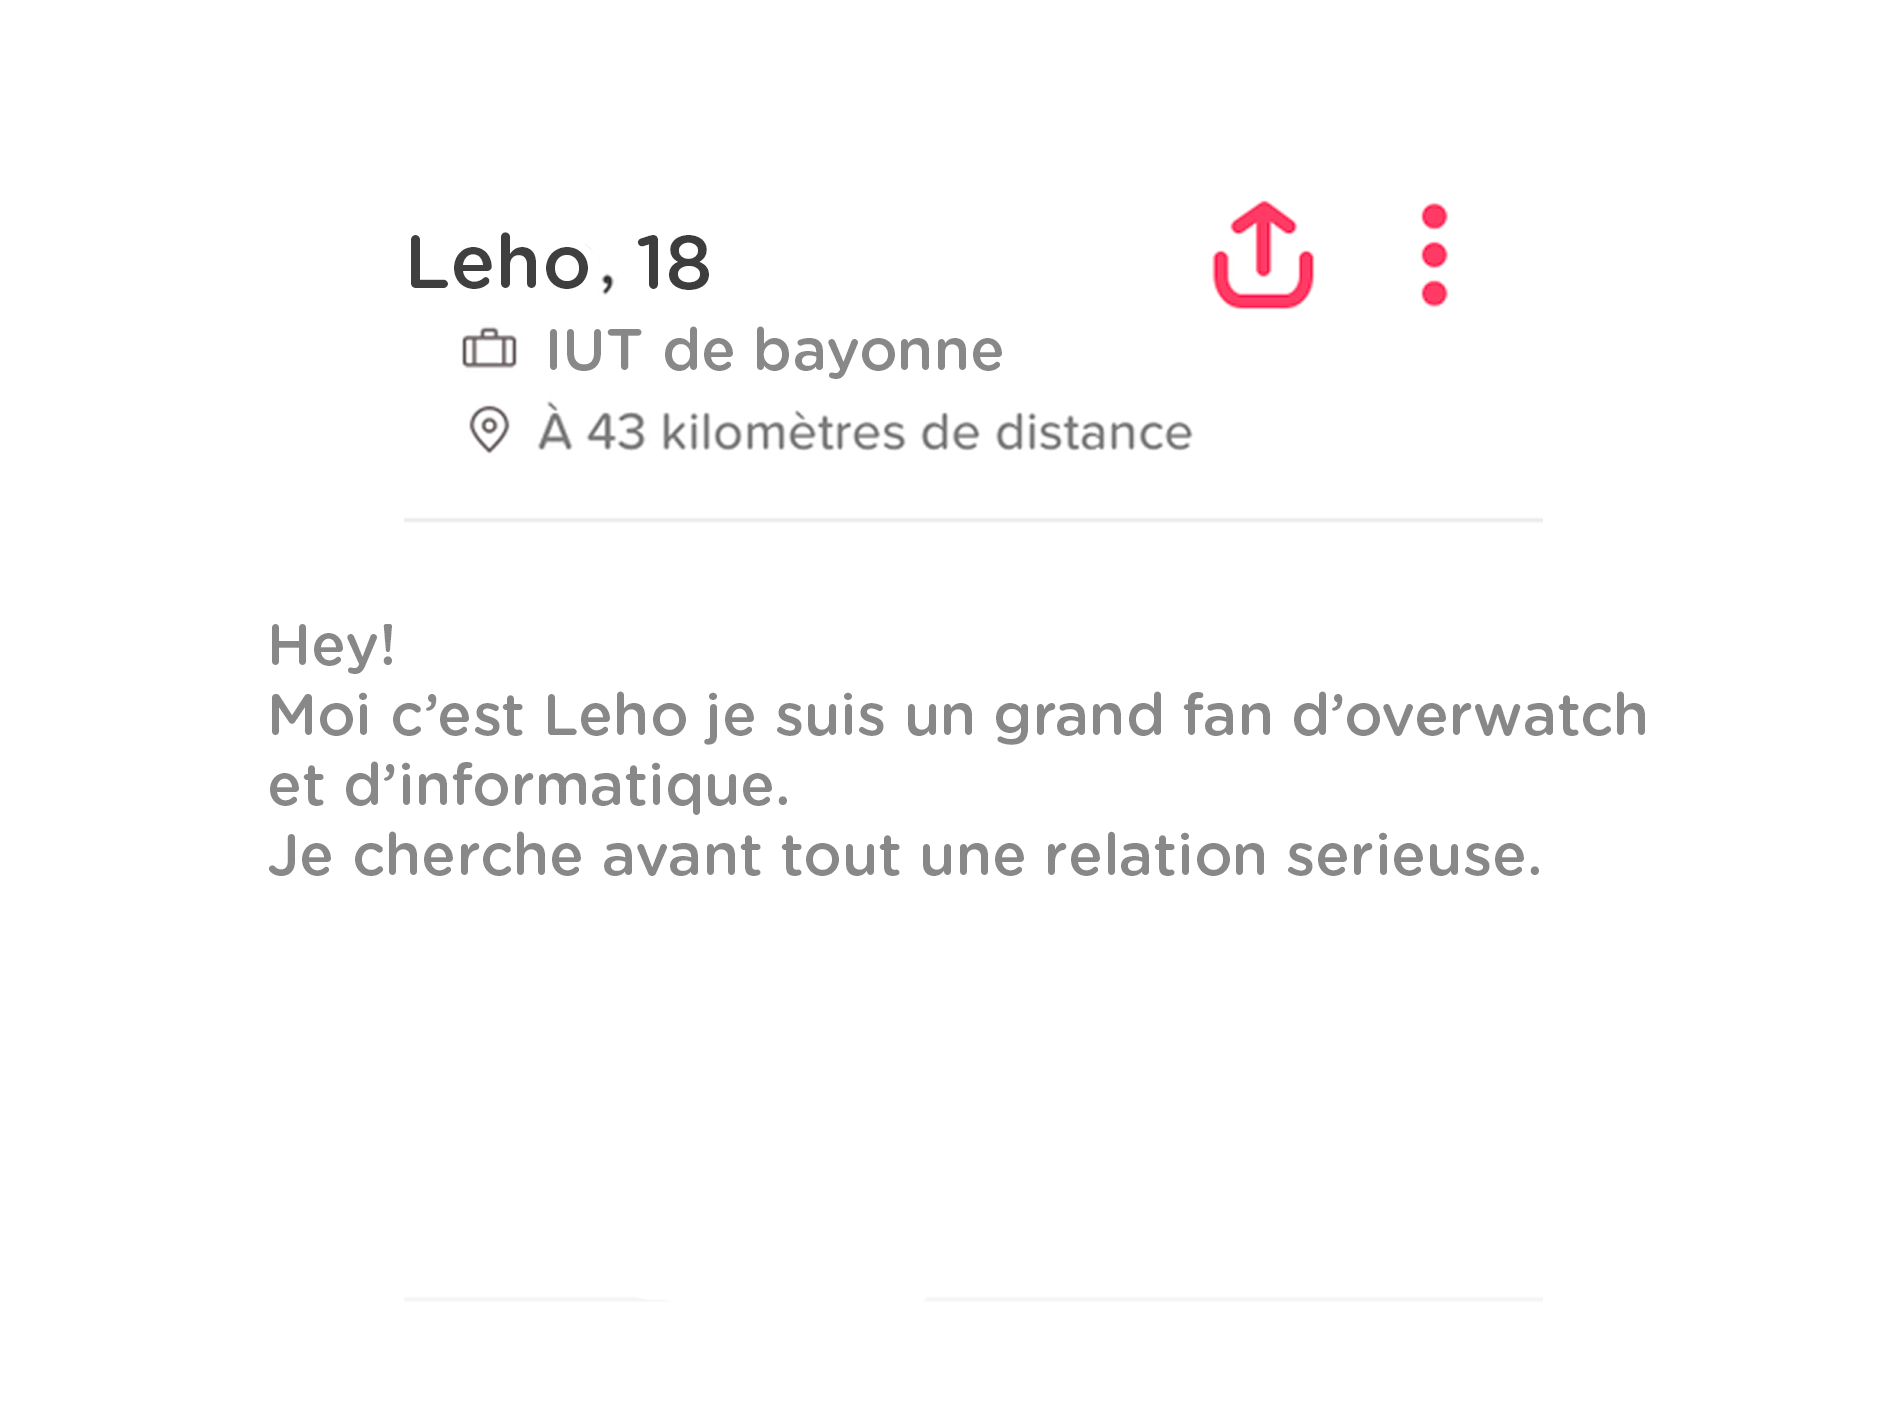 Leho, 18
IUT de bayonne
À 43 kilomètres de distance
Hey!
Moi c’est Leho je suis un grand fan d’overwatch
et d’informatique.
Je cherche avant tout une relation serieuse.